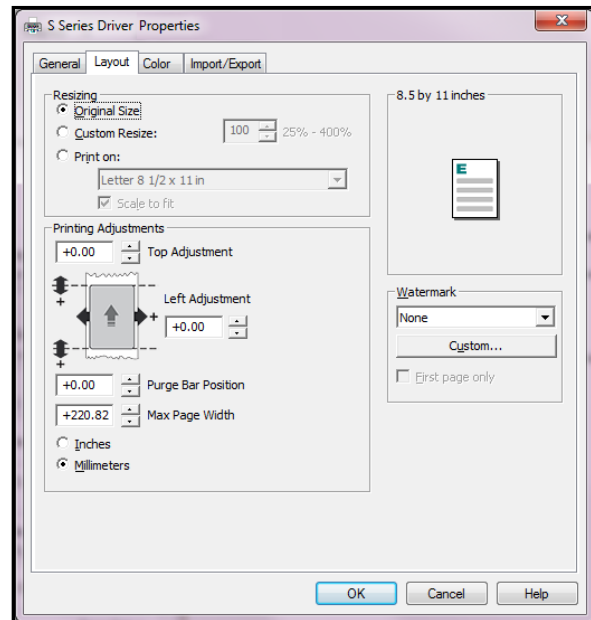 S Series Driver Properties
General Layout Color Import/Export
Resizing
Original Size
Custom Resize: 100 25% - 400%
Print on:
Letter 8 1/2 x 11 in
Scale to fit
Printing Adjustments
+0.00 Top Adjustment
+
Left Adjustment
+ +0.00
+
+0.00 Purge Bar Position
+220.82 Max Page Width
Inches
Millimeters
8.5 by 11 inches
E
Watermark
None
Custom...
First page only
OK Cancel Help